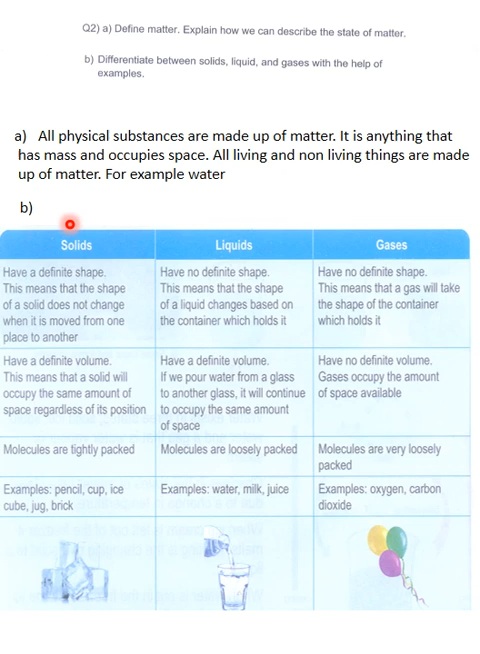 Q2) a) Define matter. Explain how we can describe the state of matter.
b) Differentiate between solids, liquid, and gases with the help of
examples.
a) All physical substances are made up of matter. It is anything that
has mass and occupies space. All living and non living things are made
up of matter. For example water
b)
Solids
Liquids
Gases
Have a definite shape.
This means that the shape
of a solid does not change
when it is moved from one
place to another
Have no definite shape.
This means that the shape
of a liquid changes based on
the container which holds it
Have no definite shape.
This means that a gas will take
the shape of the container
which holds it
Have a definite volume.
This means that a solid will
occupy the same amount of
space regardless of its position
Have a definite volume.
If we pour water from a glass
to another glass, it will continue
to occupy the same amount
of space
Have no definite volume.
Gases occupy the amount
of space available
Molecules are tightly packed
Molecules are loosely packed
Molecules are very loosely
packed
Examples: pencil, cup, ice
cube, jug, brick
Examples: water, milk, juice
Examples: oxygen, carbon
dioxide